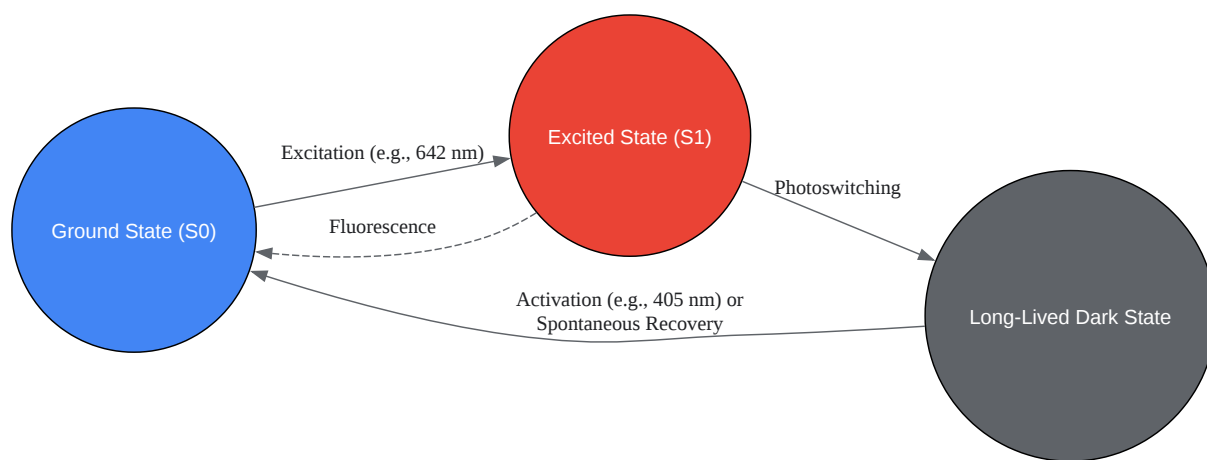 Excited State (S1)
Excitation (e.g., 642 nm)
Photoswitching
Ground State (S0)
Fluorescence
Activation (e.g., 405 nm) or
Spontaneous Recovery
Long-Lived Dark State